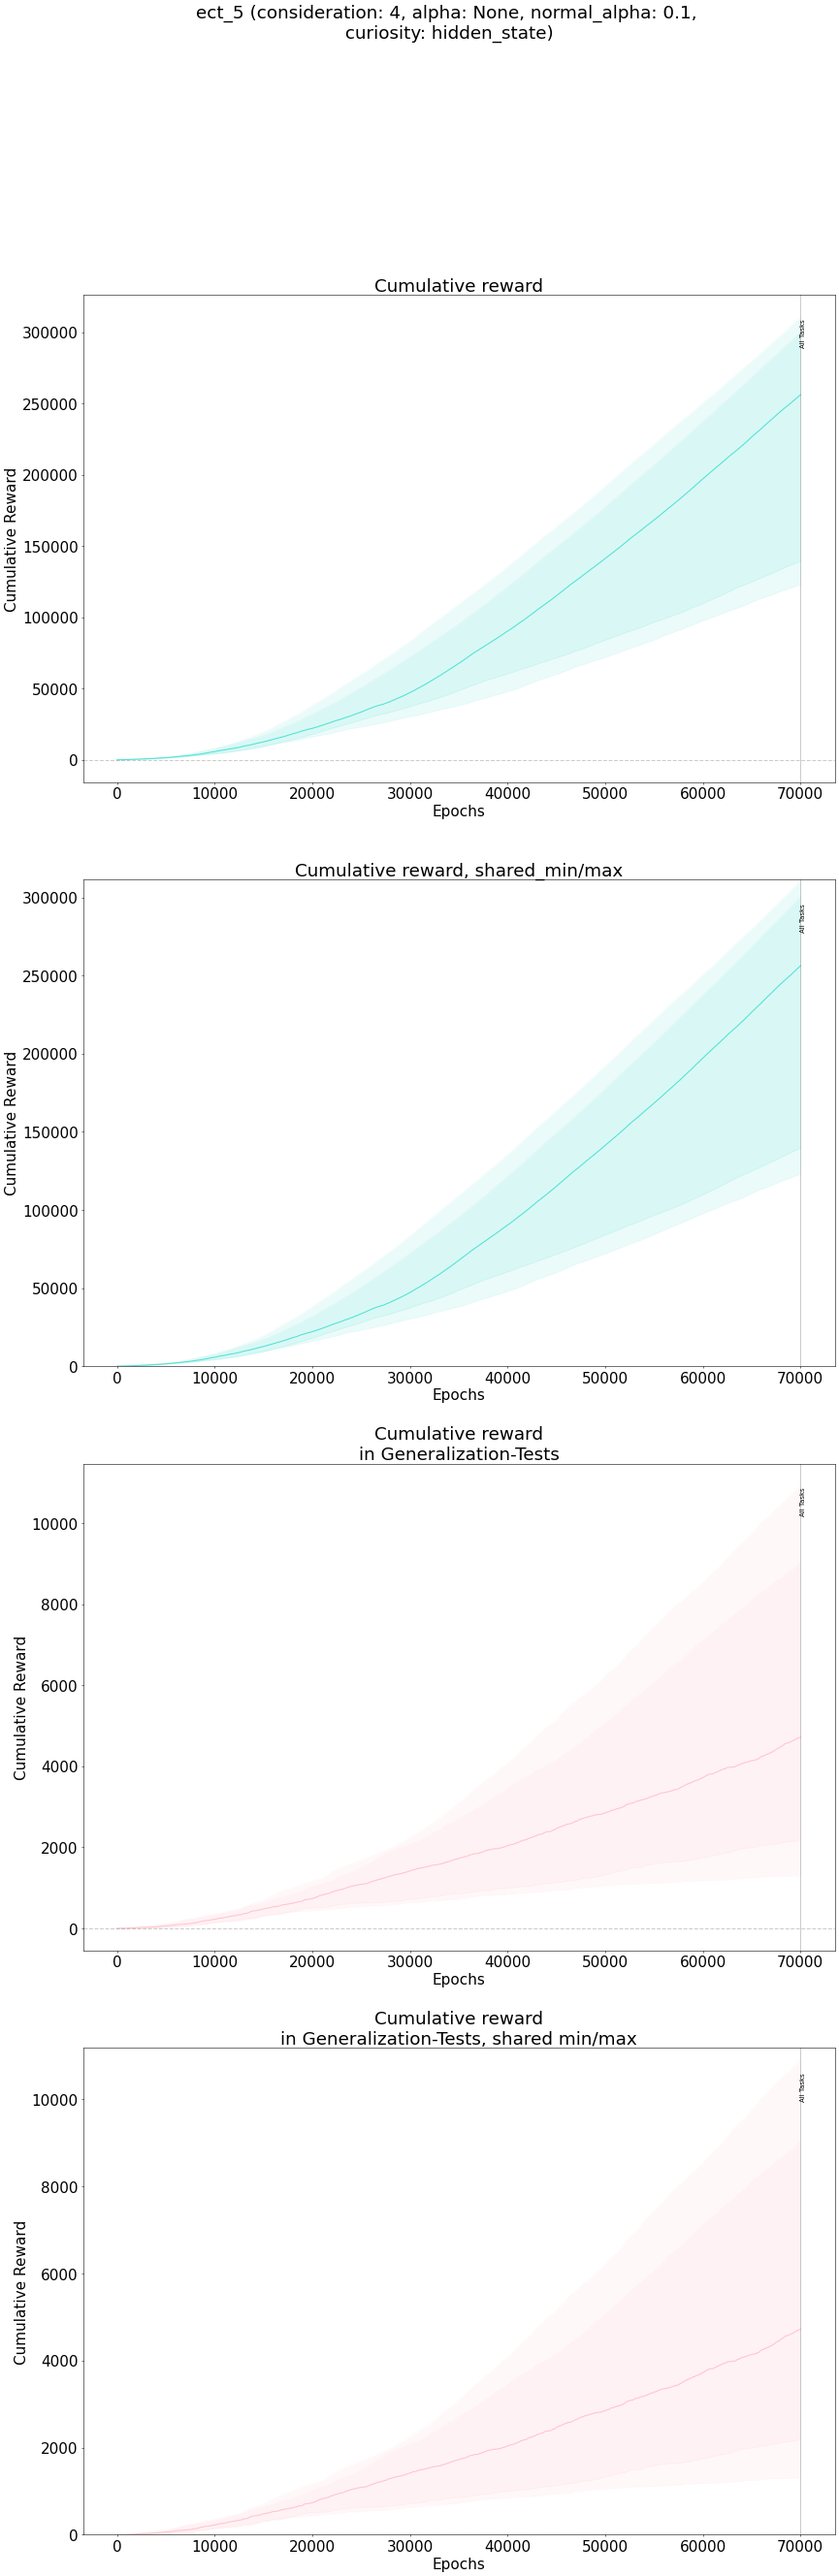 ect_5 (consideration: 4, alpha: None, normal_alpha: 0.1,
curiosity: hidden_state)
Cumulative reward
300000
250000
200000
150000
100000
50000
0
Cumulative Reward
All Tasks
0 10000 20000 30000 40000 50000 60000 70000
Epochs
Cumulative reward, shared_min/max
300000
250000
200000
150000
100000
50000
0
Cumulative Reward
All Tasks
0 10000 20000 30000 40000 50000 60000 70000
Epochs
Cumulative reward
in Generalization-Tests
10000
8000
6000
4000
2000
0
Cumulative Reward
All Tasks
0 10000 20000 30000 40000 50000 60000 70000
Epochs
Cumulative reward
in Generalization-Tests, shared min/max
10000
8000
6000
4000
2000
0
Cumulative Reward
All Tasks
0 10000 20000 30000 40000 50000 60000 70000
Epochs